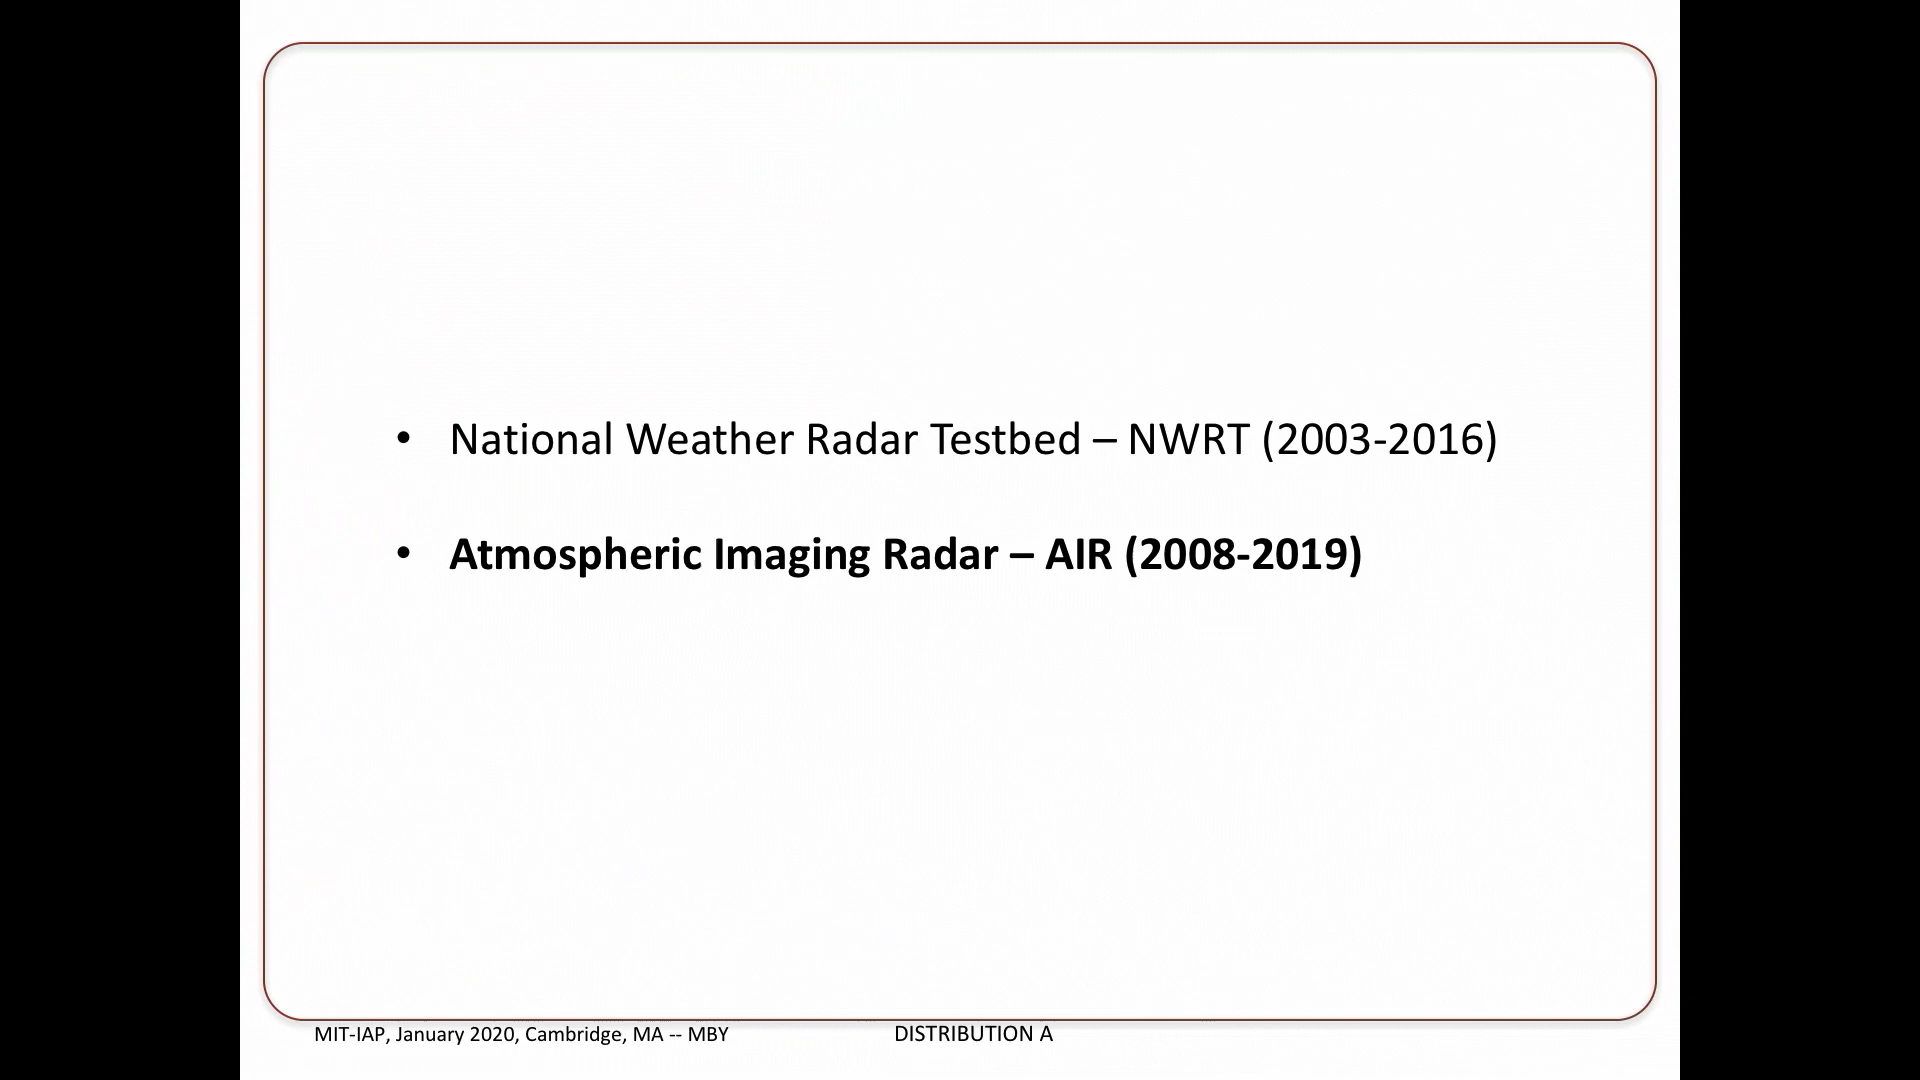 • National Weather Radar Testbed – NWRT (2003-2016)
• Atmospheric Imaging Radar – AIR (2008-2019)
MIT-IAP, January 2020, Cambridge, MA -- MBY
DISTRIBUTION A